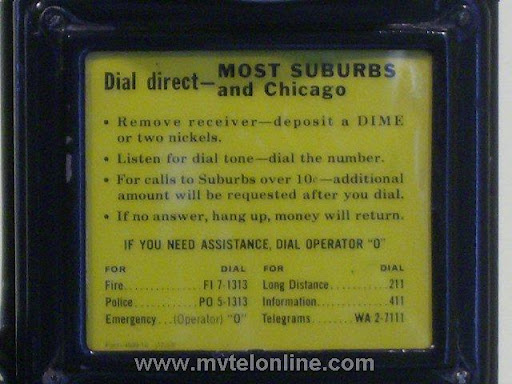 Dial direct— MOST SUBURBS
and Chicago
• Remove receiver—deposit a DIME
or two nickels.
• Listen for dial tone—dial the number.
• For calls to Suburbs over 10¢—additional
amount will be requested after you dial.
• If no answer, hang up, money will return.
IF YOU NEED ASSISTANCE, DIAL OPERATOR "O"
FOR DIAL FOR DIAL
Fire..............FI 7-1313 Long Distance..............211
Police............PO 5-1313 Information................411
Emergency...(Operator) "O" Telegrams..........WA 2-7111
www.mvtelonline.com